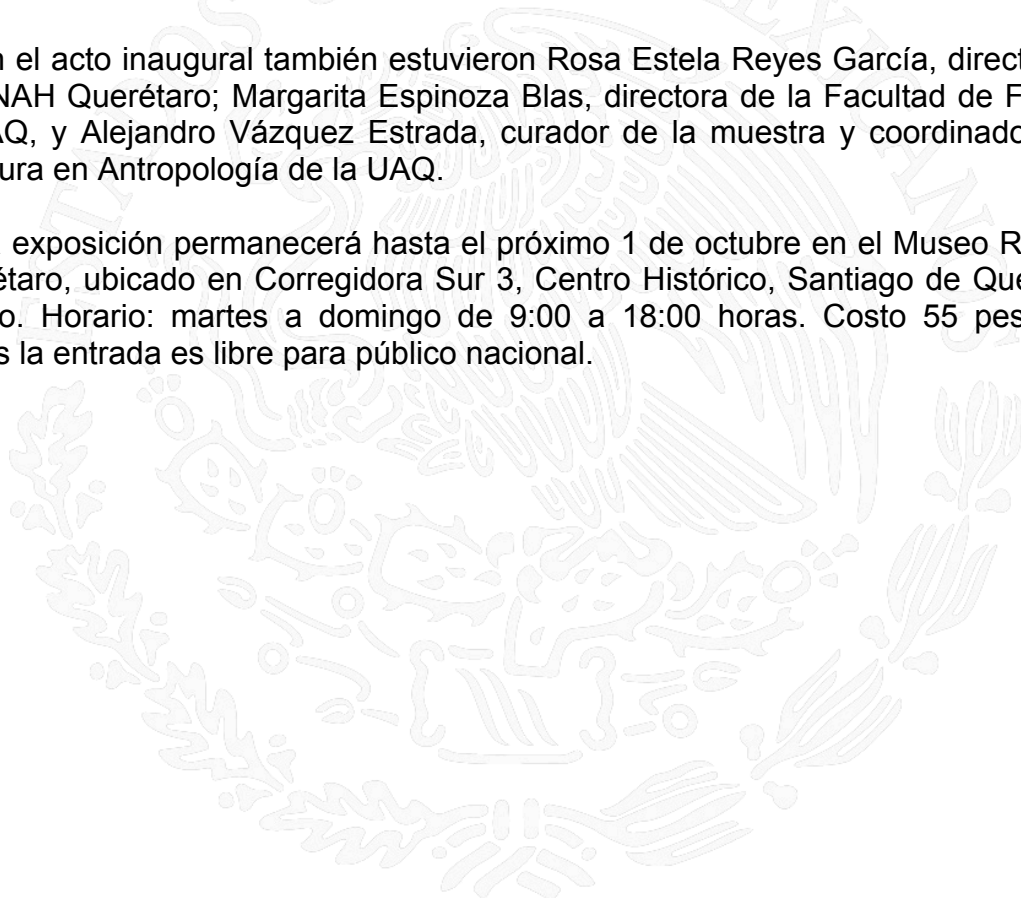 n el acto inaugural también estuvieron Rosa Estela Reyes García, direct
NAH Querétaro; Margarita Espinoza Blas, directora de la Facultad de F
AQ, y Alejandro Vázquez Estrada, curador de la muestra y coordinado
ura en Antropología de la UAQ.
exposición permanecerá hasta el próximo 1 de octubre en el Museo R
étaro, ubicado en Corregidora Sur 3, Centro Histórico, Santiago de Que
o. Horario: martes a domingo de 9:00 a 18:00 horas. Costo 55 pes
s la entrada es libre para público nacional.